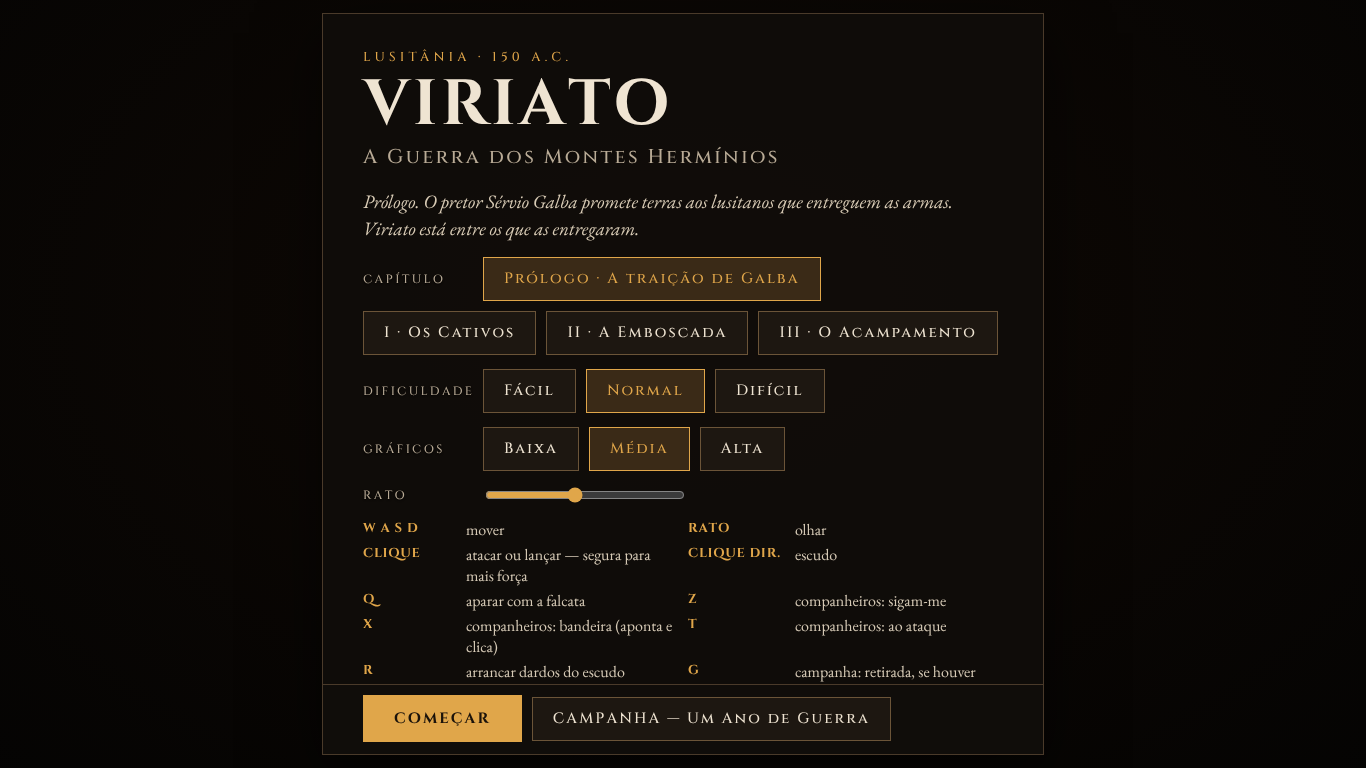 LUSITÂNIA · 150 A.C.
VIRIATO
A Guerra dos Montes Hermínios
Prólogo. O pretor Sérvio Galba promete terras aos lusitanos que entreguem as armas.
Viriato está entre os que as entregaram.
CAPÍTULO
Prólogo · A traição de Galba
I · Os Cativos
II · A Emboscada
III · O Acampamento
DIFICULDADE
Fácil
Normal
Difícil
GRÁFICOS
Baixa
Média
Alta
RATO
W A S D
mover
RATO
olhar
CLIQUE
atacar ou lançar — segura para
mais força
CLIQUE DIR.
escudo
Q
aparar com a falcata
Z
companheiros: sigam-me
X
companheiros: bandeira (aponta e
clica)
T
companheiros: ao ataque
R
arrancar dardos do escudo
G
campanha: retirada, se houver
COMEÇAR
CAMPANHA — Um Ano de Guerra